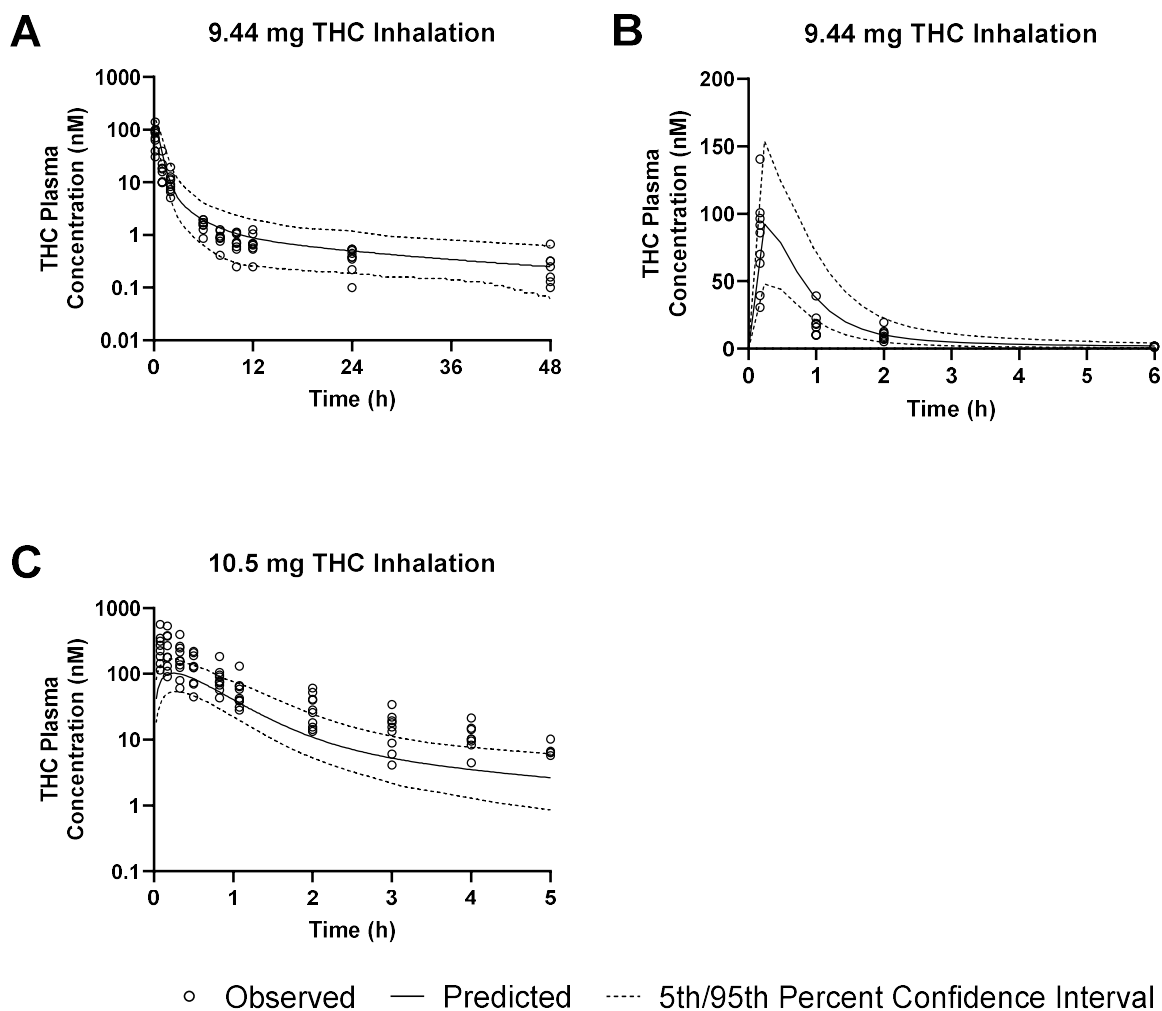 A
9.44 mg THC Inhalation
THC Plasma
Concentration (nM)
1000
100
10
1
0.1
0.01
0 12 24 36 48
Time (h)
B
9.44 mg THC Inhalation
THC Plasma
Concentration (nM)
200
150
100
50
0
0 1 2 3 4 5 6
Time (h)
C
10.5 mg THC Inhalation
THC Plasma
Concentration (nM)
1000
100
10
1
0.1
0 1 2 3 4 5
Time (h)
Observed Predicted 5th/95th Percent Confidence Interval